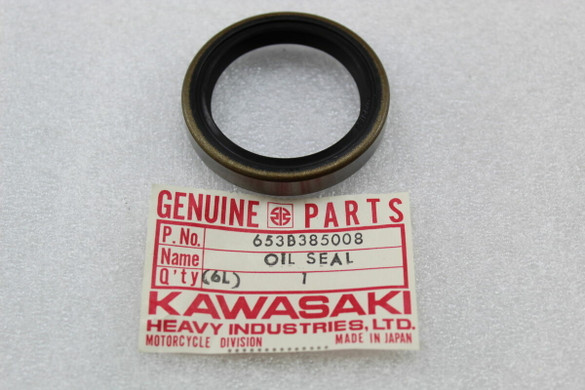 GENUINE PARTS
P. No. 653B385008
Name OIL SEAL
Q'ty (6L) 1
KAWASAKI
HEAVY INDUSTRIES, LTD.
MOTORCYCLE DIVISION MADE IN JAPAN